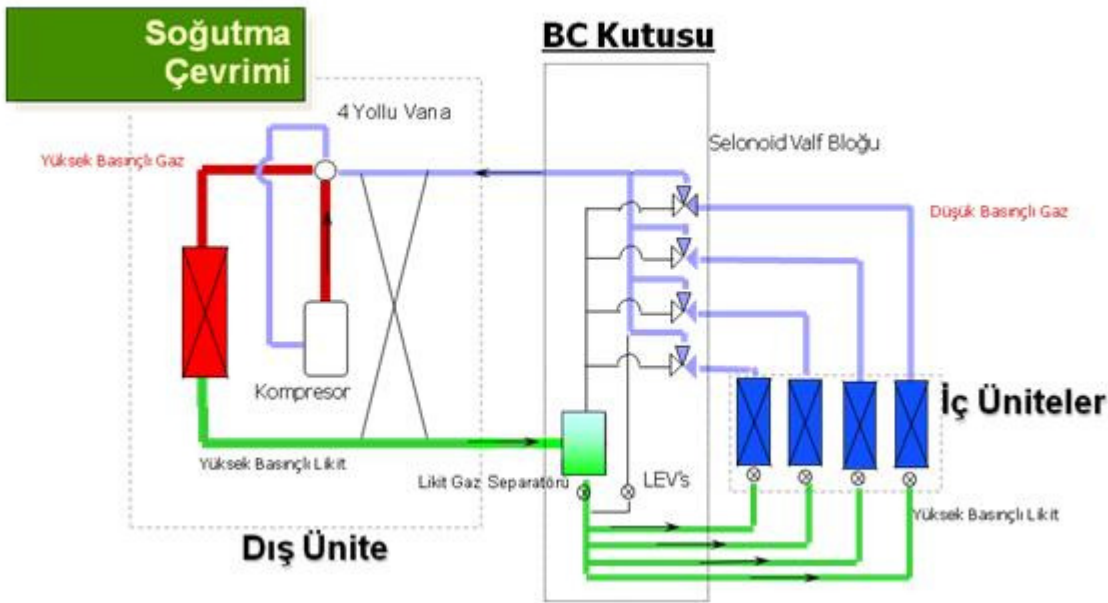 Soğutma
Çevrimi
BC Kutusu
4 Yollu Vana
Selonoid Valf Bloğu
Yüksek Basınçlı Gaz
Düşük Basınçlı Gaz
Kompresor
İç Üniteler
Yüksek Basınçlı Likit
Likit Gaz Separatörü
LEV's
Yüksek Basınçlı Likit
Dış Ünite